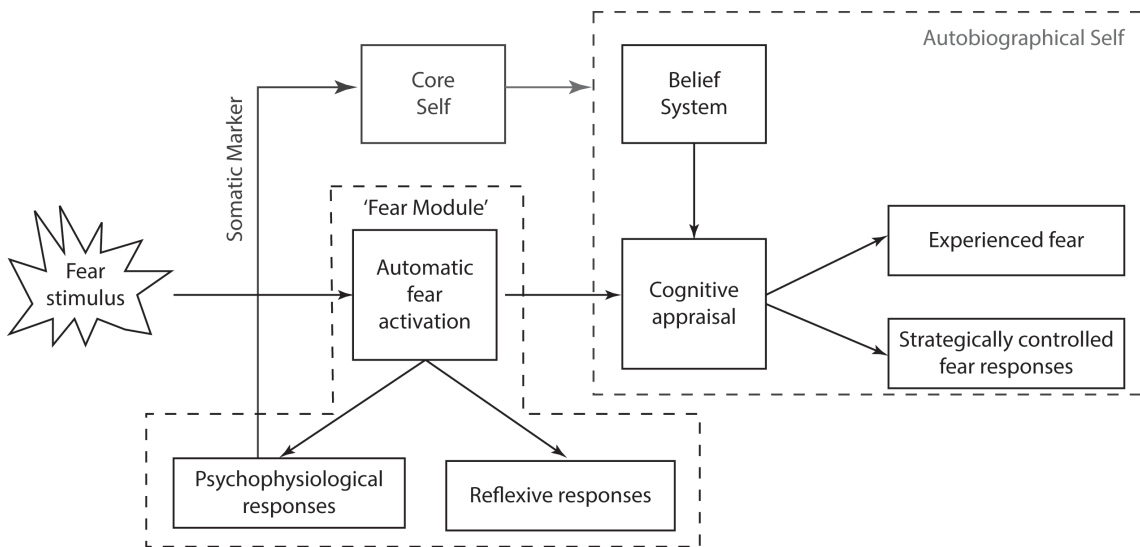 Autobiographical Self
Core
Self
Belief
System
Somatic Marker
'Fear Module'
Fear
stimulus
Automatic
fear
activation
Cognitive
appraisal
Experienced fear
Strategically controlled
fear responses
Psychophysiological
responses
Reflexive responses